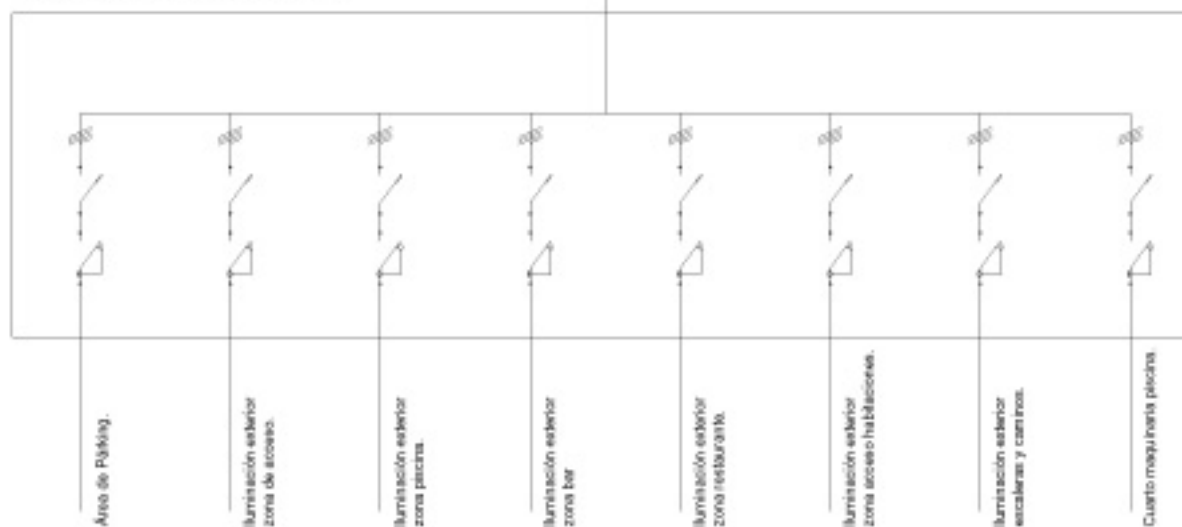 Área de Párking.
Iluminación exterior
zona de acceso.
Iluminación exterior
zona piscina.
Iluminación exterior
zona bar
Iluminación exterior
zona restaurante.
Iluminación exterior
zona acceso habitaciones.
Iluminación exterior
escaleras y caminos.
Cuarto maquinaria piscina.